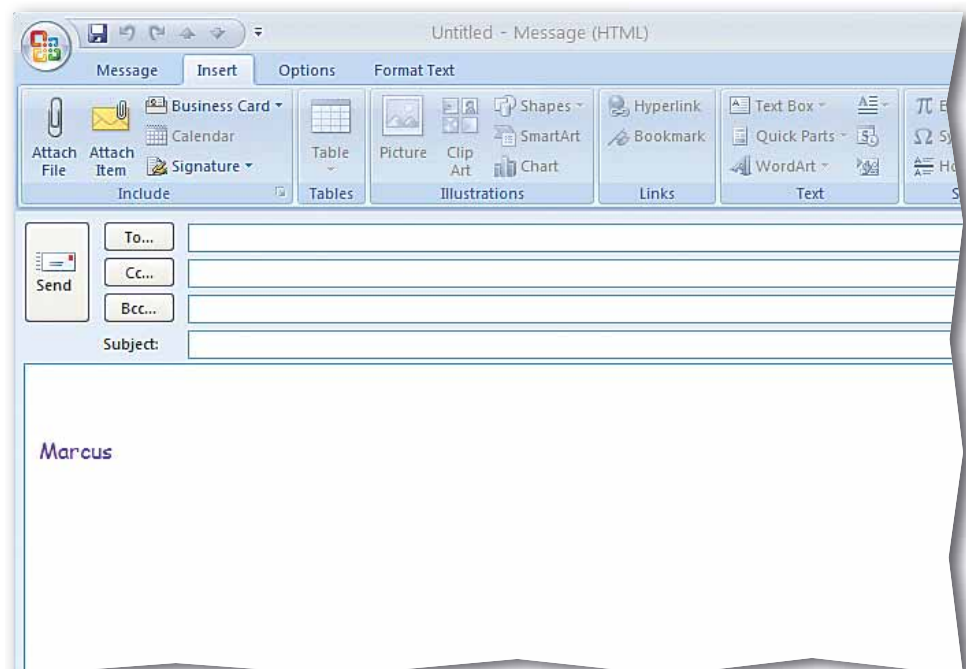 Untitled - Message (HTML)
Message Insert Options Format Text
Attach File
Attach Item
Business Card
Calendar
Signature
Include
Table
Tables
Picture
Clip Art
Shapes
SmartArt
Chart
Illustrations
Hyperlink
Bookmark
Links
Text Box
Quick Parts
WordArt
Text
π E
Ω Sy
Ho
S
Send
To...
Cc...
Bcc...
Subject:
Marcus